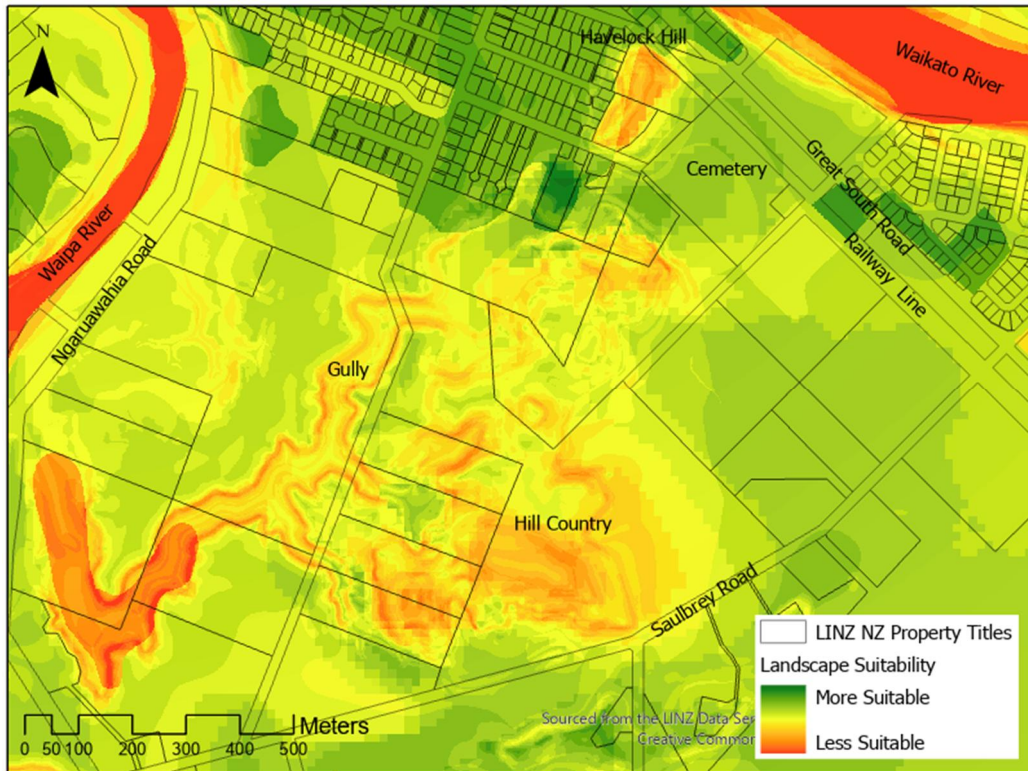 N
Havelock Hill
Waikato River
Cemetery
Great South Road
Railway Line
Waipa River
Ngaruawahia Road
Gully
Hill Country
Saulbrey Road
LINZ NZ Property Titles
Landscape Suitability
More Suitable
Less Suitable
Meters
0 50 100 200 300 400 500
Sourced from the LINZ Data Ser
Creative Common